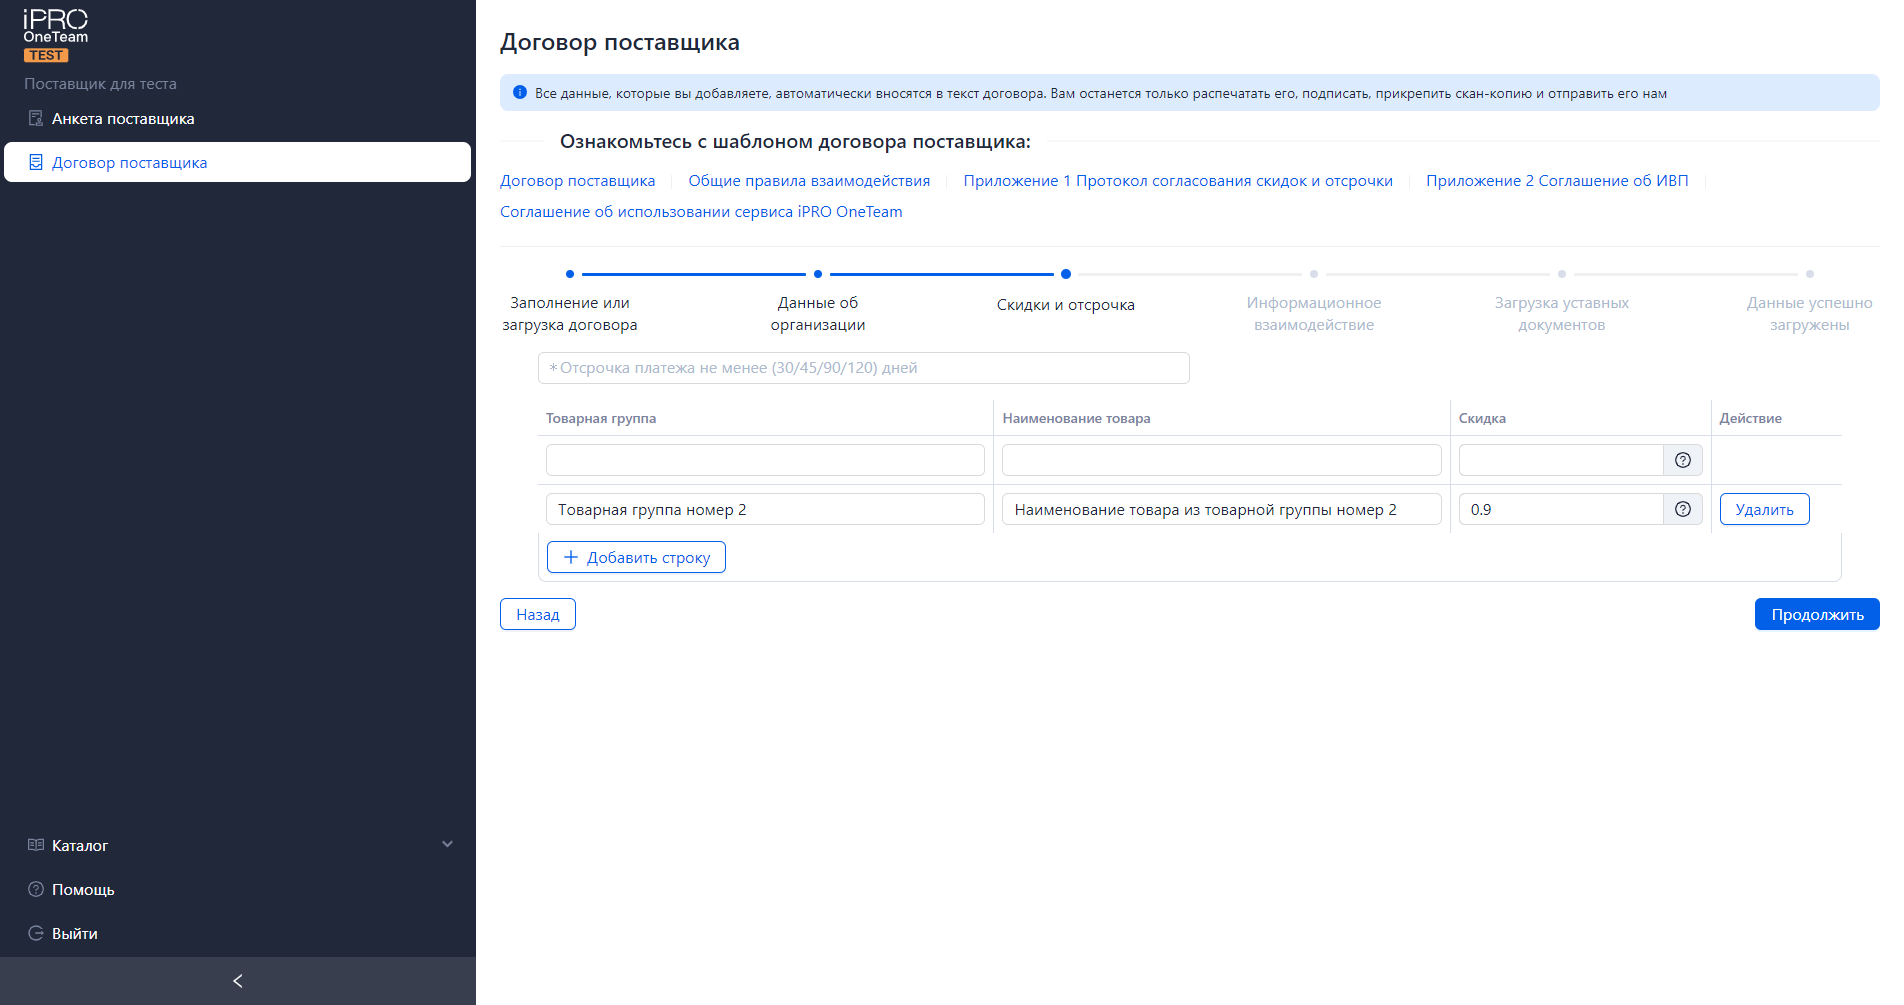 iPRO
OneTeam
TEST
Поставщик для теста
Анкета поставщика
Договор поставщика
Каталог
Помощь
Выйти
Договор поставщика
Все данные, которые вы добавляете, автоматически вносятся в текст договора. Вам останется только распечатать его, подписать, прикрепить скан-копию и отправить его нам
Ознакомьтесь с шаблоном договора поставщика:
Договор поставщика Общие правила взаимодействия Приложение 1 Протокол согласования скидок и отсрочки Приложение 2 Соглашение об ИВП
Соглашение об использовании сервиса iPRO OneTeam
Заполнение или
загрузка договора
Данные об
организации
Скидки и отсрочка
Информационное
взаимодействие
Загрузка уставных
документов
Данные успешно
загружены
* Отсрочка платежа не менее (30/45/90/120) дней
Товарная группа Наименование товара Скидка Действие
Товарная группа номер 2 Наименование товара из товарной группы номер 2 0.9 Удалить
+ Добавить строку
Назад Продолжить